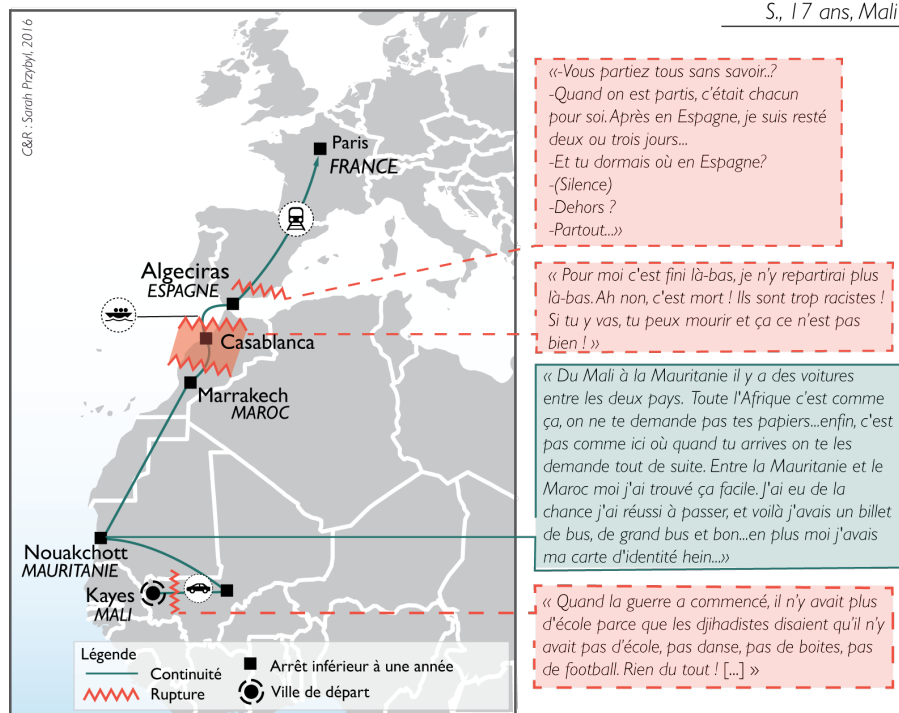 S., 17 ans, Mali
C&R : Sarah Przybyl, 2016
Paris
FRANCE
Algeciras
ESPAGNE
Casablanca
Marrakech
MAROC
Nouakchott
MAURITANIE
Kayes
MALI
Légende
Continuité
Rupture
Arrêt inférieur à une année
Ville de départ
«-Vous partiez tous sans savoir..?
-Quand on est partis, c'était chacun
pour soi. Après en Espagne, je suis resté
deux ou trois jours...
-Et tu dormais où en Espagne?
-(Silence)
-Dehors ?
-Partout...»
« Pour moi c'est fini là-bas, je n'y repartirai plus
là-bas. Ah non, c'est mort ! Ils sont trop racistes !
Si tu y vas, tu peux mourir et ça ce n'est pas
bien ! »
« Du Mali à la Mauritanie il y a des voitures
entre les deux pays. Toute l'Afrique c'est comme
ça, on ne te demande pas tes papiers...enfin, c'est
pas comme ici où quand tu arrives on te les
demande tout de suite. Entre la Mauritanie et le
Maroc moi j'ai trouvé ça facile. J'ai eu de la
chance j'ai réussi à passer, et voilà j'avais un billet
de bus, de grand bus et bon...en plus moi j'avais
ma carte d'identité hein...»
« Quand la guerre a commencé, il n'y avait plus
d'école parce que les djihadistes disaient qu'il n'y
avait pas d'école, pas danse, pas de boites, pas
de football. Rien du tout ! [...] »